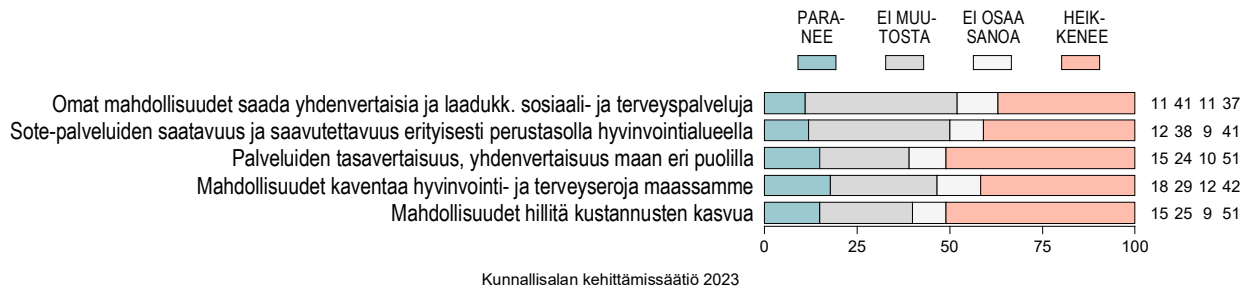 PARA-
NEE
EI MUU-
TOSTA
EI OSAA
SANOA
HEIK-
KENEE
Omat mahdollisuudet saada yhdenvertaisia ja laadukk. sosiaali- ja terveyspalveluja 11 41 11 37
Sote-palveluiden saatavuus ja saavutettavuus erityisesti perustasolla hyvinvointialueella 12 38 9 41
Palveluiden tasavertaisuus, yhdenvertaisuus maan eri puolilla 15 24 10 51
Mahdollisuudet kaventaa hyvinvointi- ja terveyseroja maassamme 18 29 12 42
Mahdollisuudet hillitä kustannusten kasvua 15 25 9 51
0 25 50 75 100
Kunnallisalan kehittämissäätiö 2023